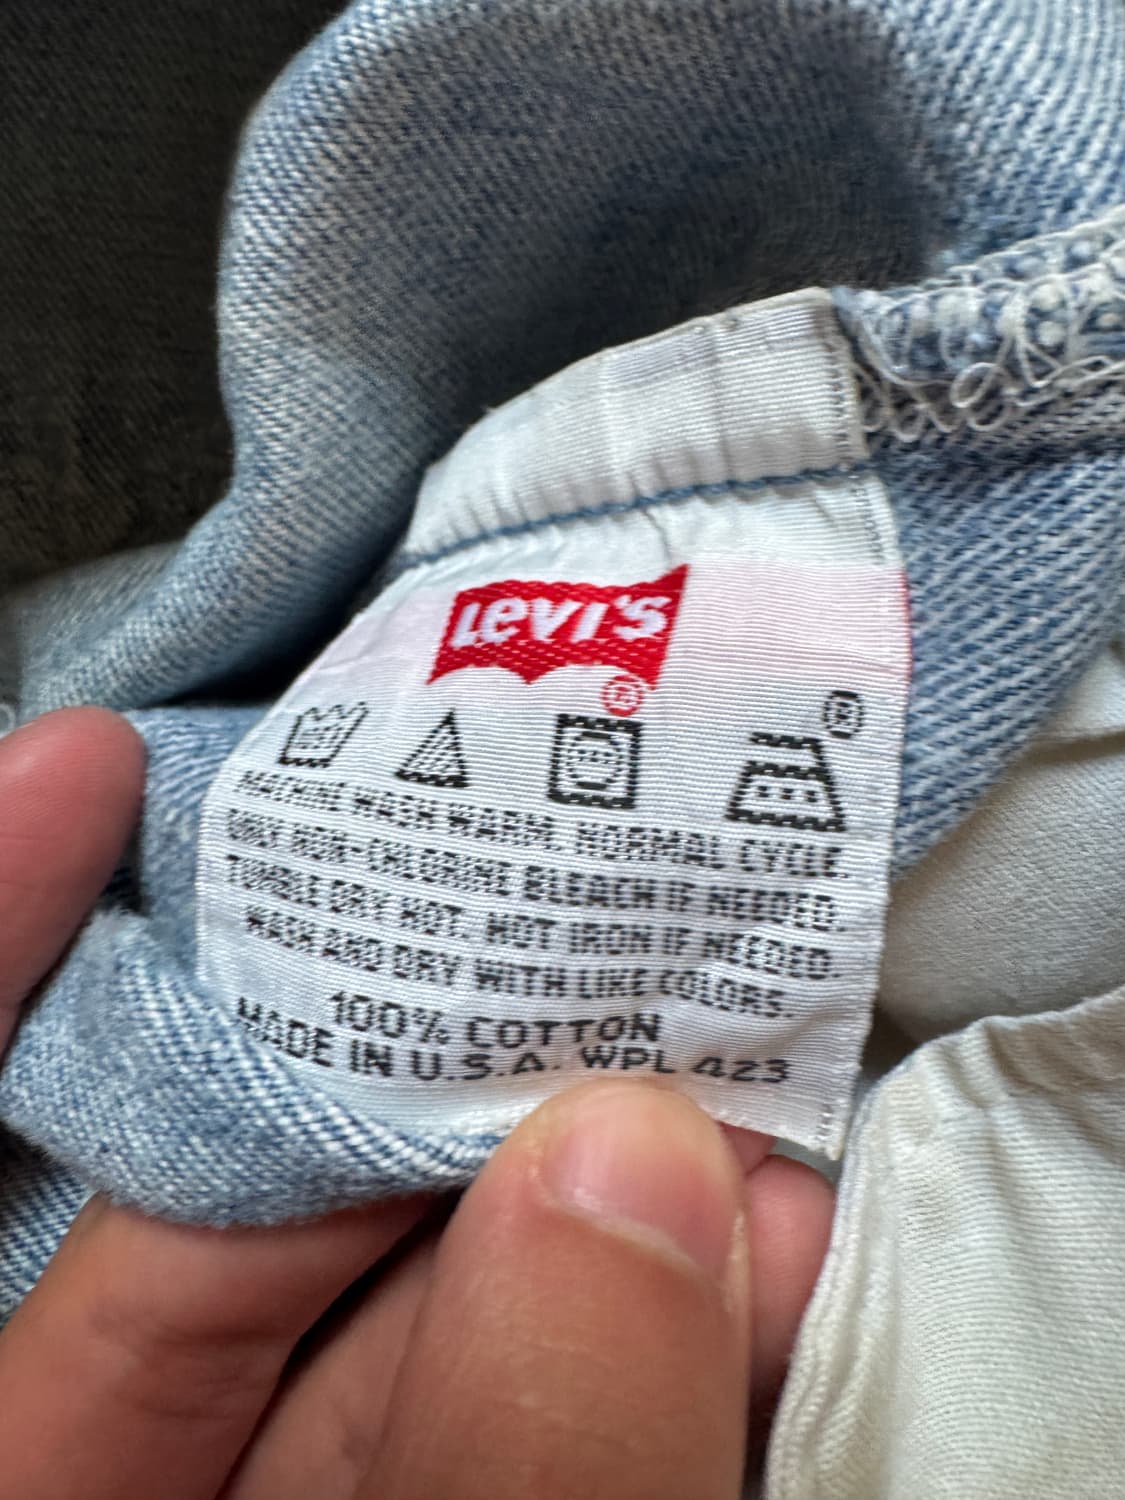 Levi's
®
®
MACHINE WASH WARM. NORMAL CYCLE.
ONLY NON-CHLORINE BLEACH IF NEEDED.
TUMBLE DRY HOT. HOT IRON IF NEEDED.
WASH AND DRY WITH LIKE COLORS.
100% COTTON
MADE IN U.S.A. WPL 423